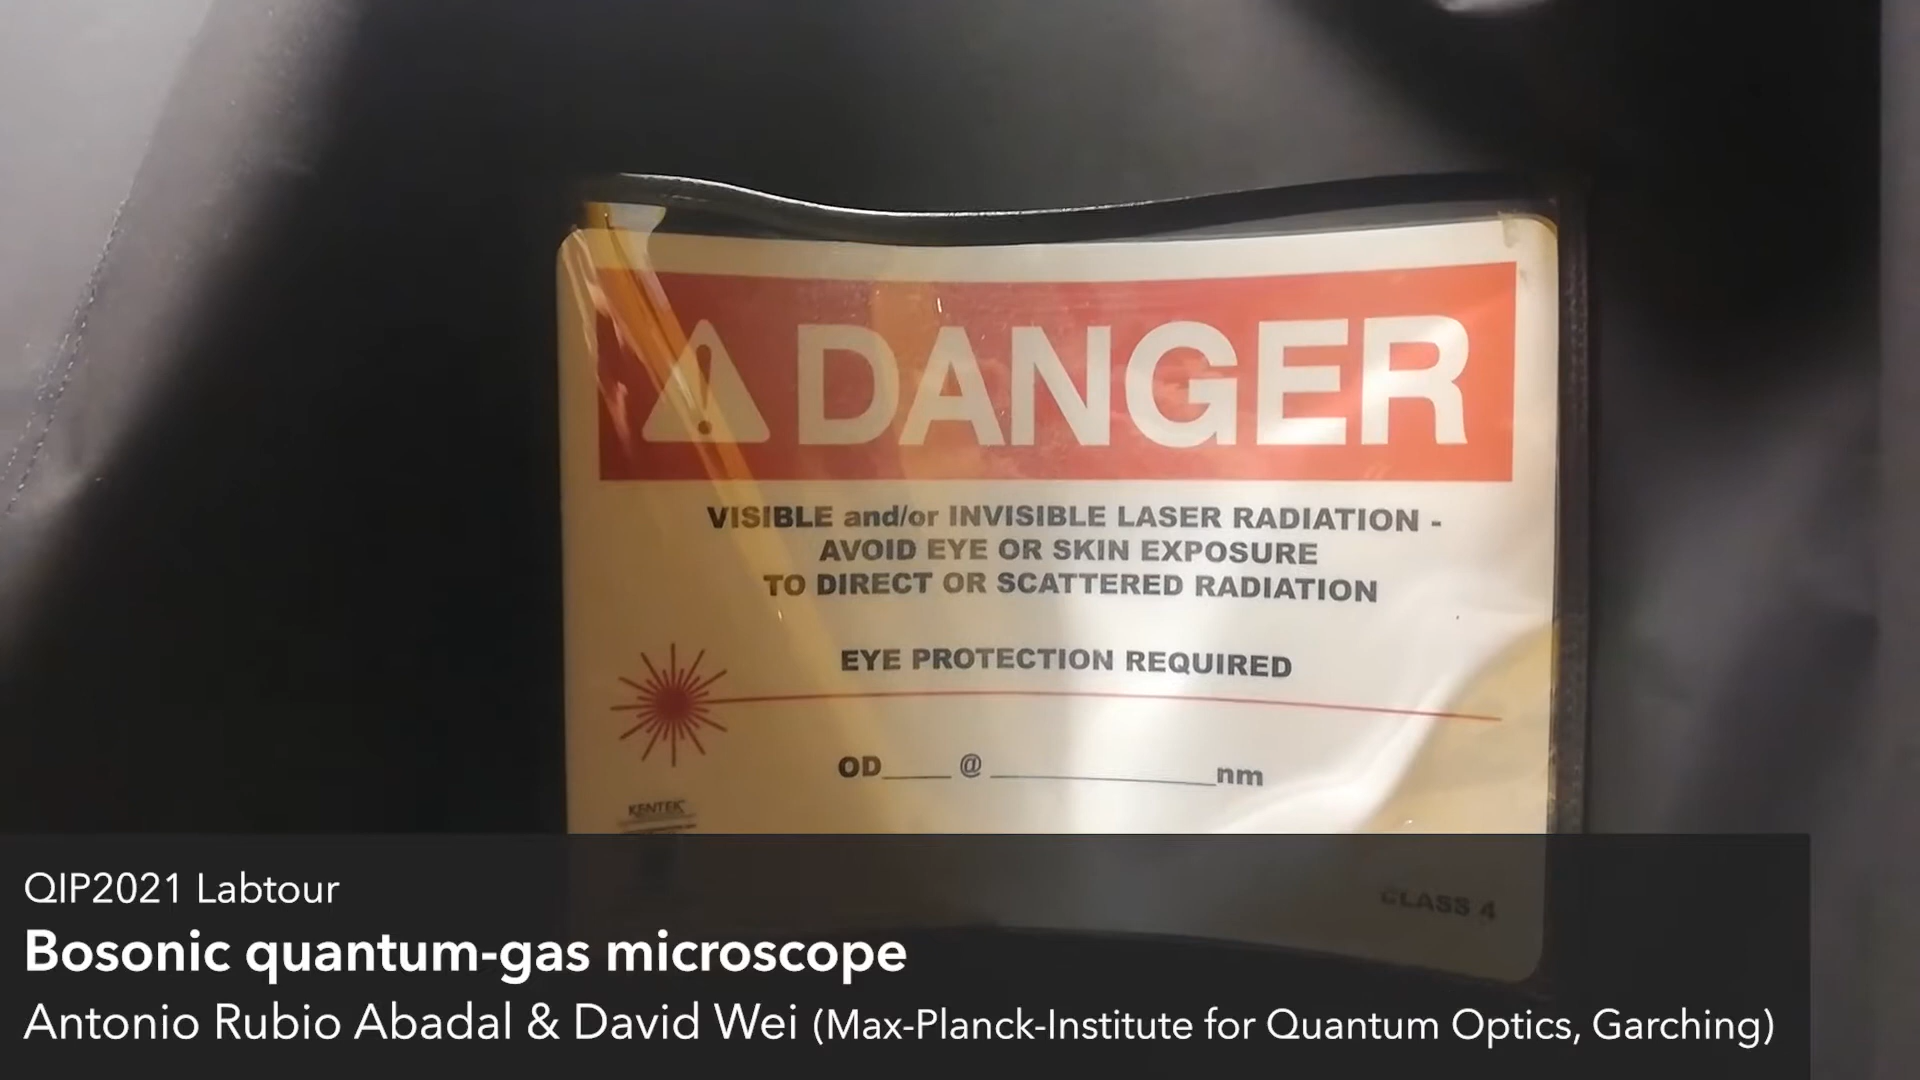 DANGER
VISIBLE and/or INVISIBLE LASER RADIATION -
AVOID EYE OR SKIN EXPOSURE
TO DIRECT OR SCATTERED RADIATION
EYE PROTECTION REQUIRED
OD____ @ ______________nm
KENTEK
CLASS 4
QIP2021 Labtour
Bosonic quantum-gas microscope
Antonio Rubio Abadal & David Wei (Max-Planck-Institute for Quantum Optics, Garching)